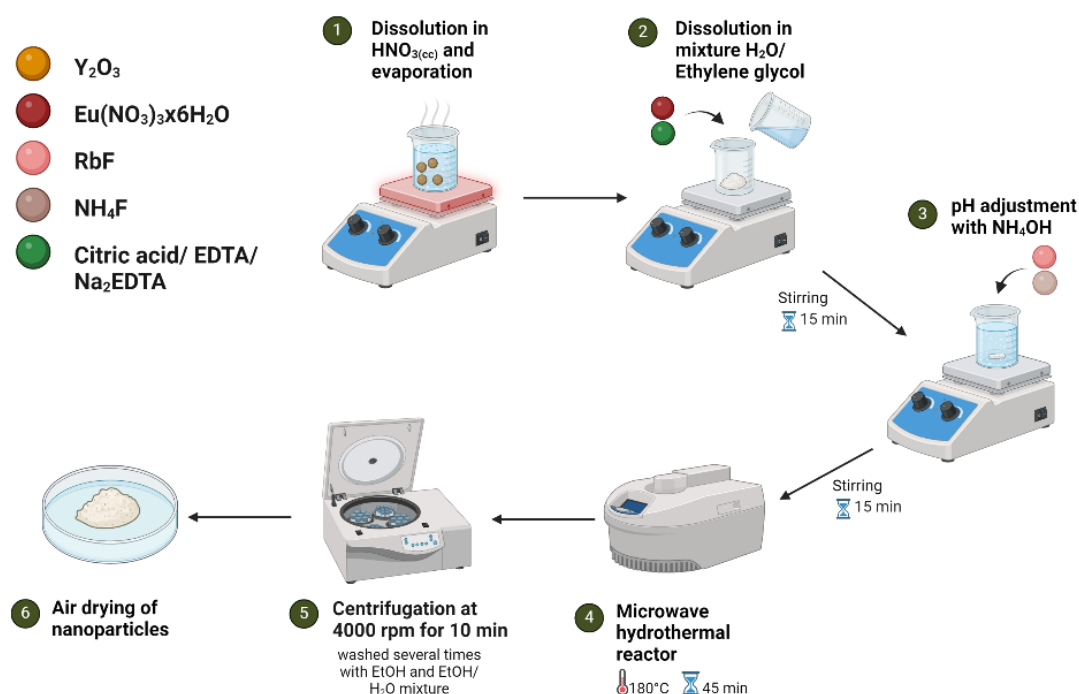 Y₂O₃
Eu(NO₃)₃x6H₂O
RbF
NH₄F
Citric acid/ EDTA/
Na₂EDTA
1
Dissolution in
HNO₃₍cc₎ and
evaporation
2
Dissolution in
mixture H₂O/
Ethylene glycol
Stirring
15 min
3
pH adjustment
with NH₄OH
Stirring
15 min
4
Microwave
hydrothermal
reactor
180°C 45 min
5
Centrifugation at
4000 rpm for 10 min
washed several times
with EtOH and EtOH/
H₂O mixture
6
Air drying of
nanoparticles